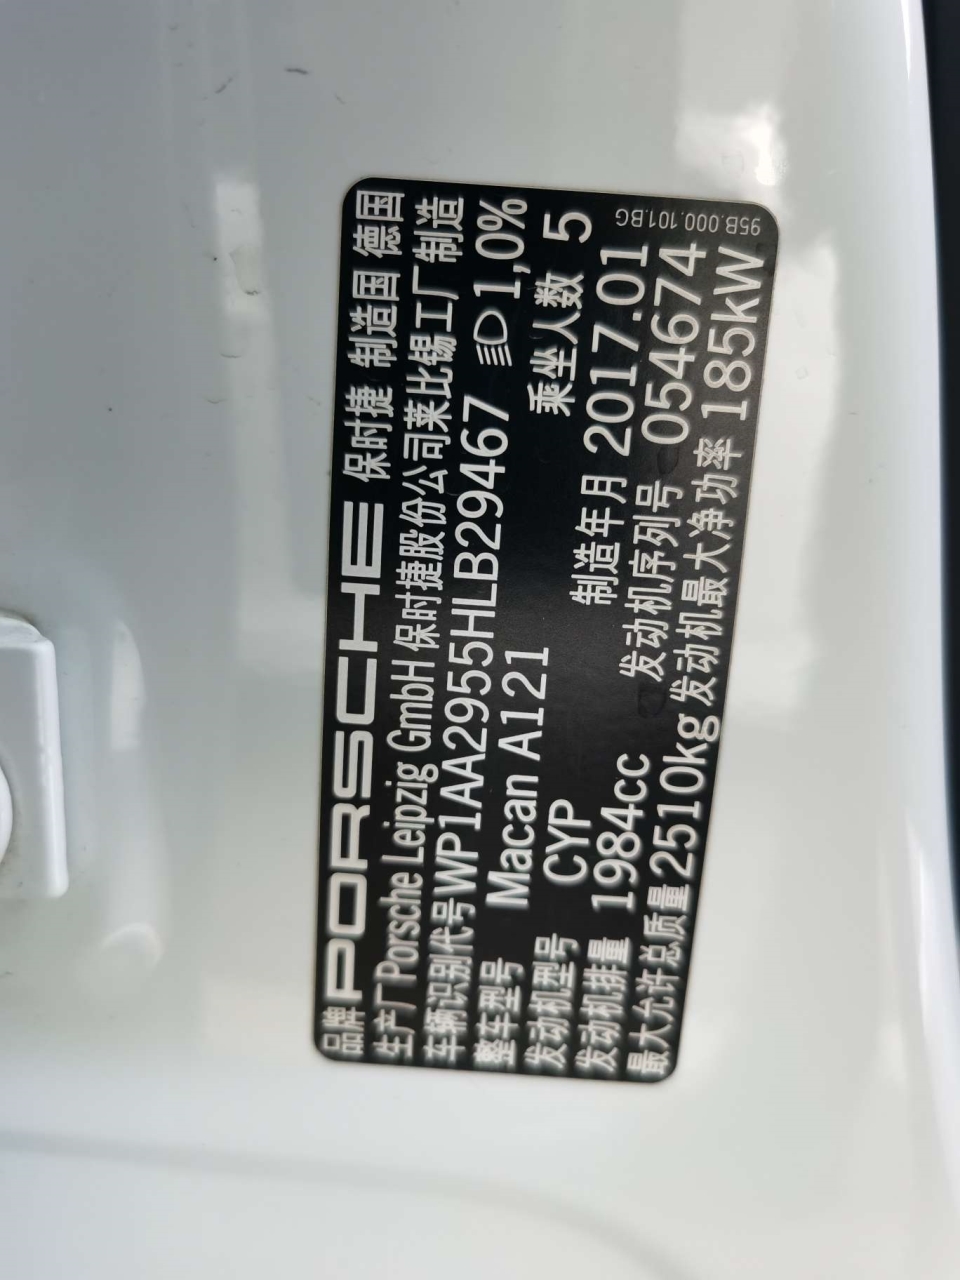 品牌 PORSCHE 保时捷 制造国 德国
生产厂 Porsche Leipzig GmbH 保时捷股份公司莱比锡工厂制造
车辆识别代号 WP1AA2955HLB29467 1,0%
整车型号 Macan A121 乘坐人数 5
发动机型号 CYP 制造年月 2017.01
发动机排量 1984cc 发动机序列号 054674
最大允许总质量 2510kg 发动机最大净功率 185kW
95B.000.101.BG